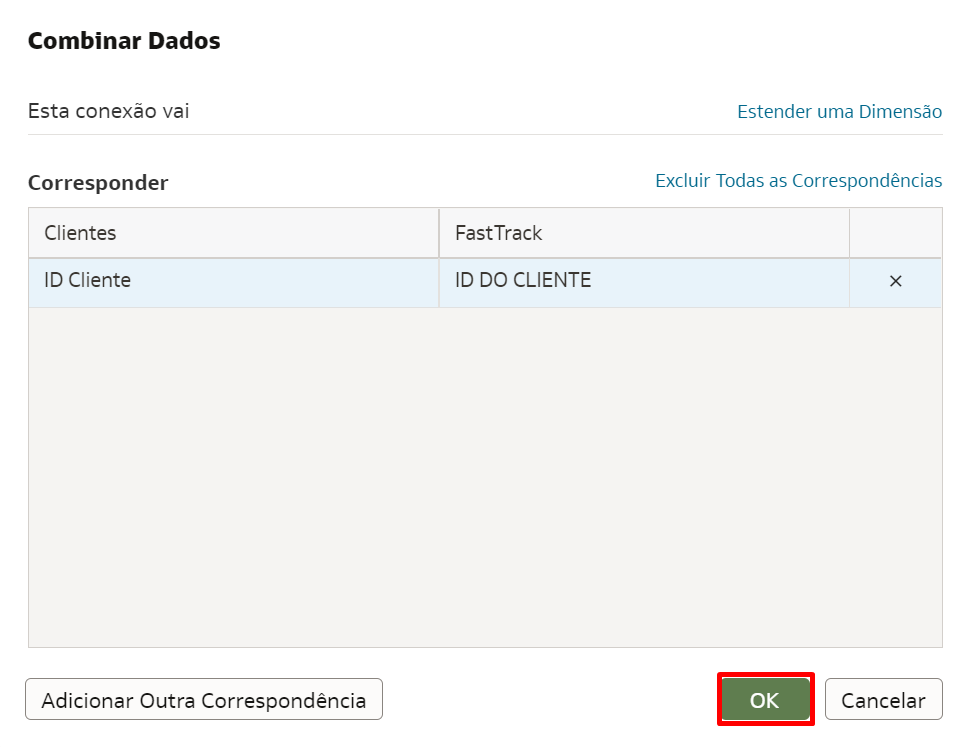 Combinar Dados
Esta conexão vai Estender uma Dimensão
Corresponder Excluir Todas as Correspondências
Clientes FastTrack
ID Cliente ID DO CLIENTE ×
Adicionar Outra Correspondência OK Cancelar